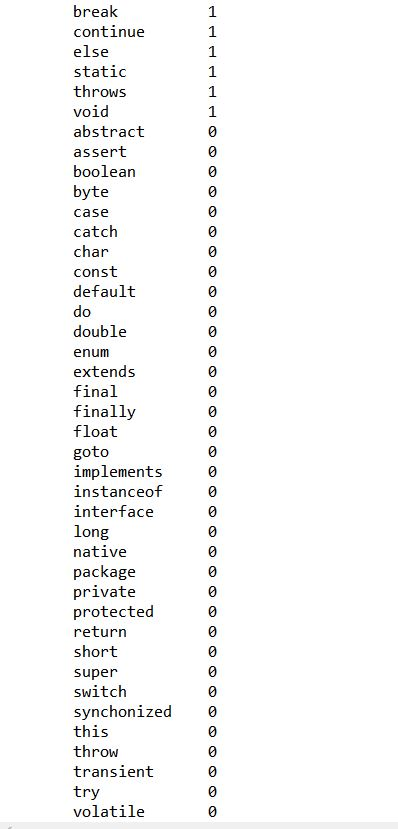 break 1
continue 1
else 1
static 1
throws 1
void 1
abstract 0
assert 0
boolean 0
byte 0
case 0
catch 0
char 0
const 0
default 0
do 0
double 0
enum 0
extends 0
final 0
finally 0
float 0
goto 0
implements 0
instanceof 0
interface 0
long 0
native 0
package 0
private 0
protected 0
return 0
short 0
super 0
switch 0
synchonized 0
this 0
throw 0
transient 0
try 0
volatile 0